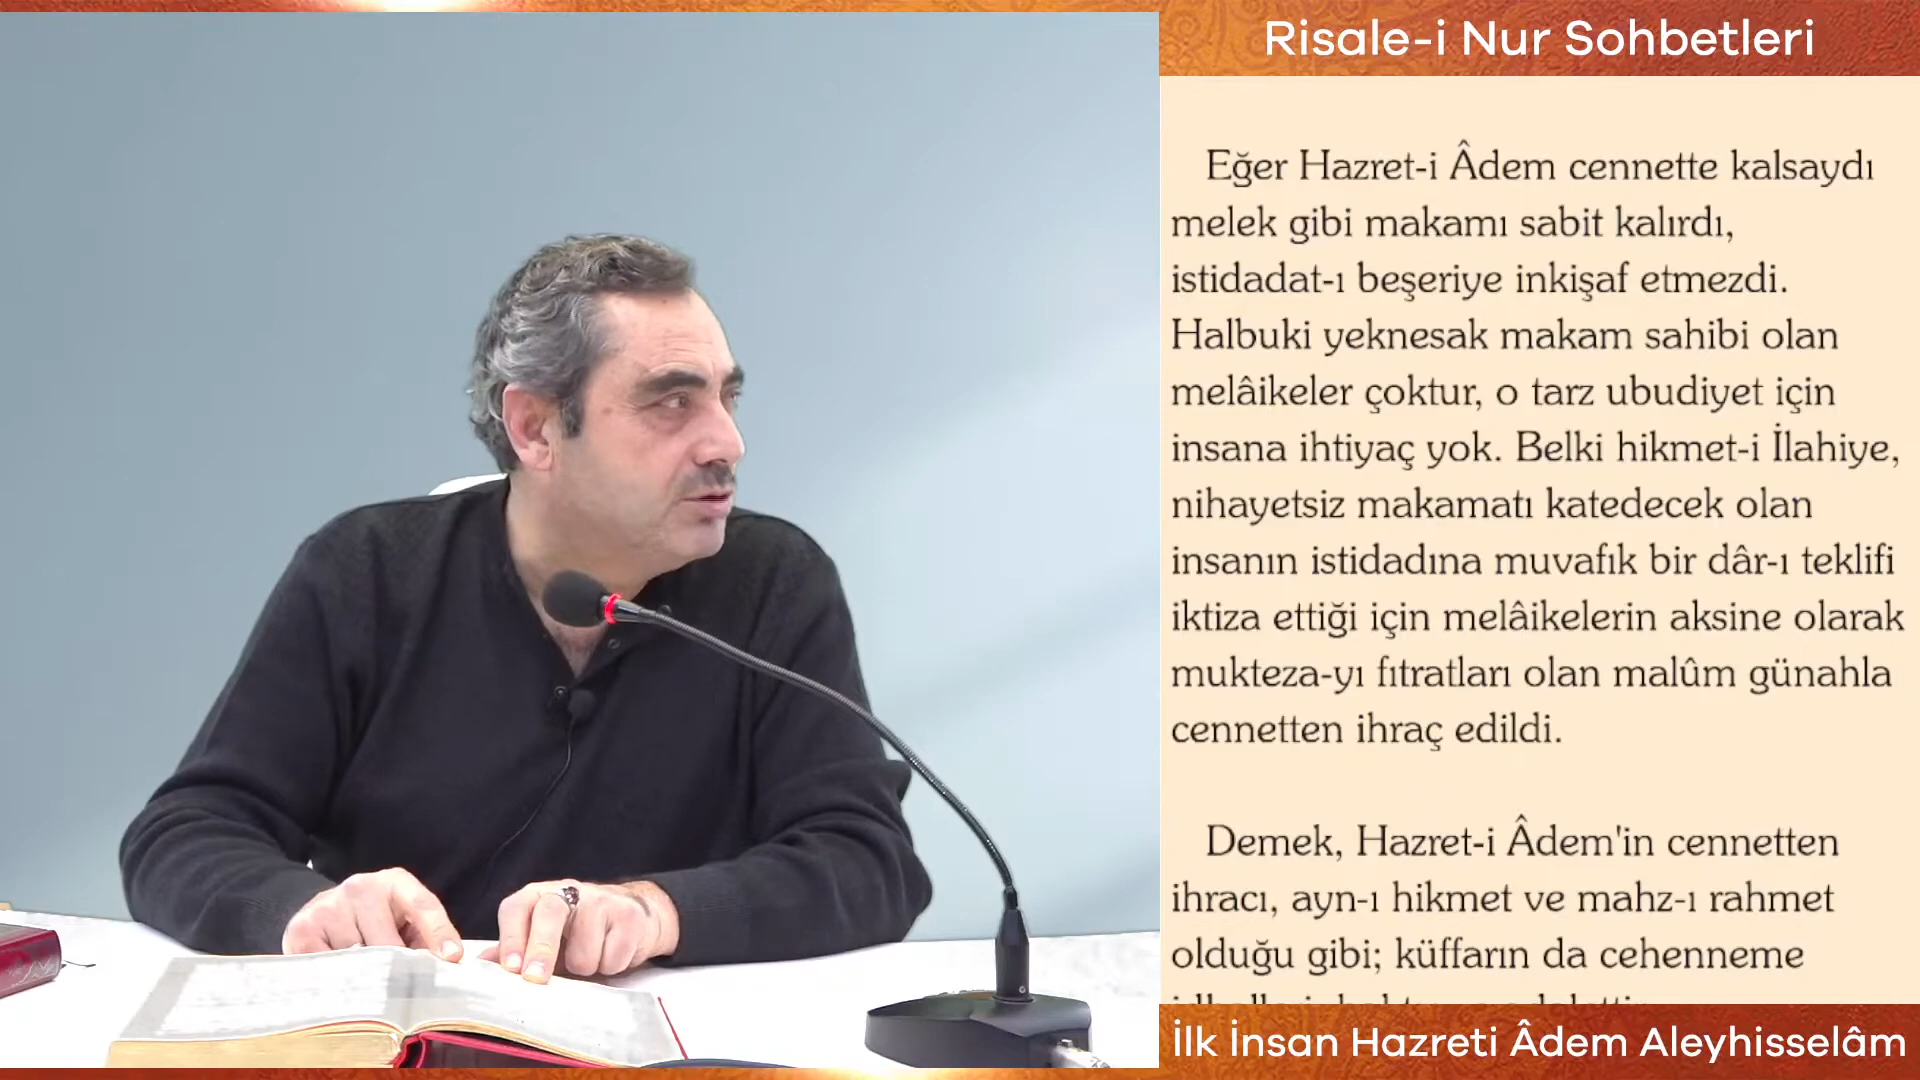 Risale-i Nur Sohbetleri
Eğer Hazret-i Âdem cennette kalsaydı
melek gibi makamı sabit kalırdı,
istidadat-ı beşeriye inkişaf etmezdi.
Halbuki yeknesak makam sahibi olan
melâikeler çoktur, o tarz ubudiyet için
insana ihtiyaç yok. Belki hikmet-i İlahiye,
nihayetsiz makamatı katedecek olan
insanın istidadına muvafık bir dâr-ı teklifi
iktiza ettiği için melâikelerin aksine olarak
mukteza-yı fıtratları olan malûm günahla
cennetten ihraç edildi.
Demek, Hazret-i Âdem'in cennetten
ihracı, ayn-ı hikmet ve mahz-ı rahmet
olduğu gibi; küffarın da cehenneme
İlk İnsan Hazreti Âdem Aleyhisselâm